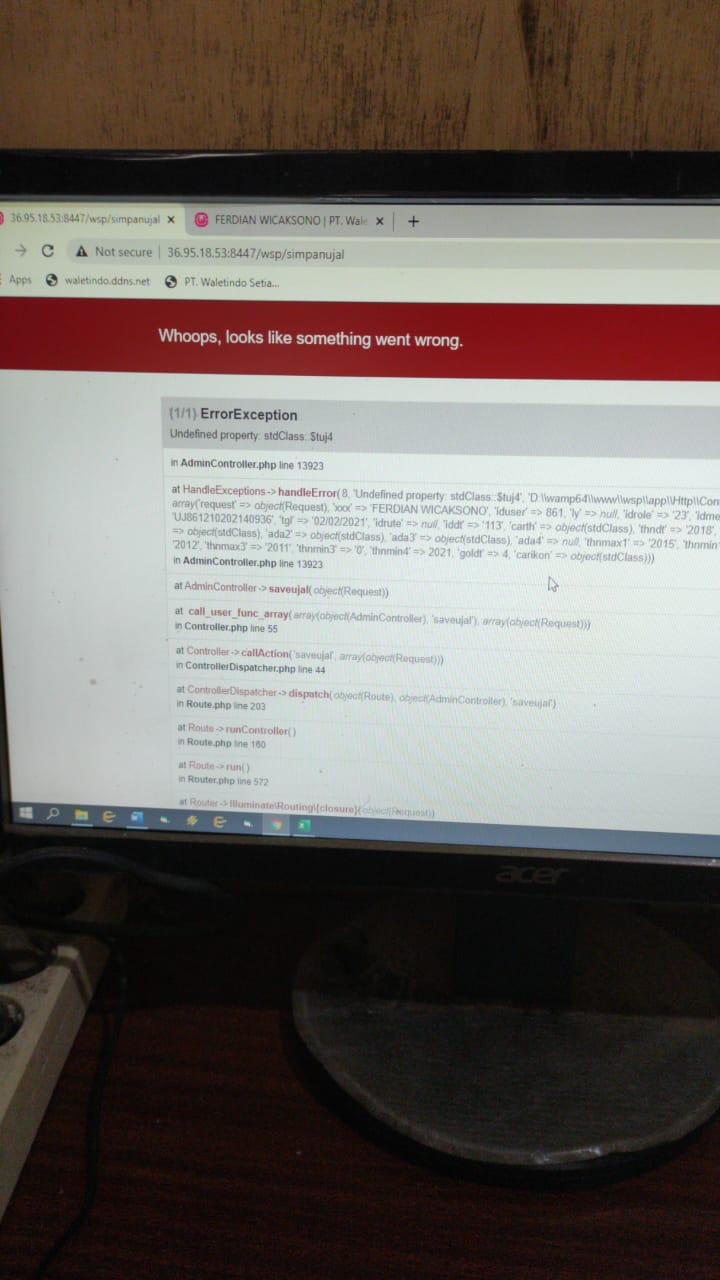 36.95.18.53:8447/wsp/simpanujal
FERDIAN WICAKSONO | PT. Wale
Not secure | 36.95.18.53:8447/wsp/simpanujal
Apps waletindo.ddns.net PT. Waletindo Setia...
Whoops, looks like something went wrong.
(1/1) ErrorException
Undefined property: stdClass::$tuj4
in AdminController.php line 13923
at HandleExceptions->handleError(8, 'Undefined property: stdClass::$tuj4', 'D:\\wamp64\\www\\wsp\\app\\Http\\Con
array('request' => object(Request), 'xxx' => 'FERDIAN WICAKSONO', 'iduser' => 861, 'ly' => null, 'idrole' => '23', 'idme
'UJ861210202140936', 'tgl' => '02/02/2021', 'idrute' => null, 'iddt' => '113', 'carth' => object(stdClass), 'thndt' => '2018',
=> object(stdClass), 'ada2' => object(stdClass), 'ada3' => object(stdClass), 'ada4' => null, 'thnmax1' => '2015', 'thnmin
'2012', 'thnmax3' => '2011', 'thnmin3' => '0', 'thnmin4' => 2021, 'goldt' => 4, 'carikon' => object(stdClass)))
in AdminController.php line 13923
at AdminController->saveujal(object(Request))
at call_user_func_array(array(object(AdminController), 'saveujal'), array(object(Request)))
in Controller.php line 55
at Controller->callAction('saveujal', array(object(Request)))
in ControllerDispatcher.php line 44
at ControllerDispatcher->dispatch(object(Route), object(AdminController), 'saveujal')
in Route.php line 203
at Route->runController()
in Route.php line 160
at Route->run()
in Router.php line 572
at Router->Illuminate\Routing\{closure}(object(Request))
acer